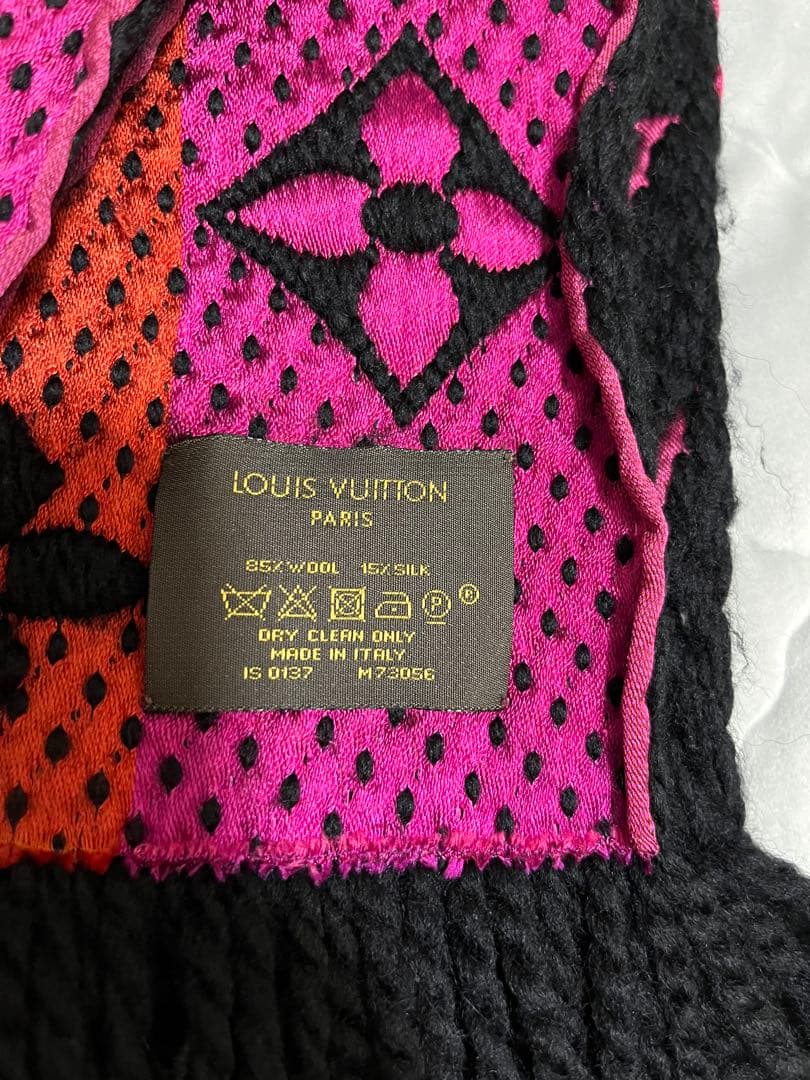 LOUIS VUITTON
PARIS
85% WOOL 15% SILK
P ®
DRY CLEAN ONLY
MADE IN ITALY
IS 0137 M73056